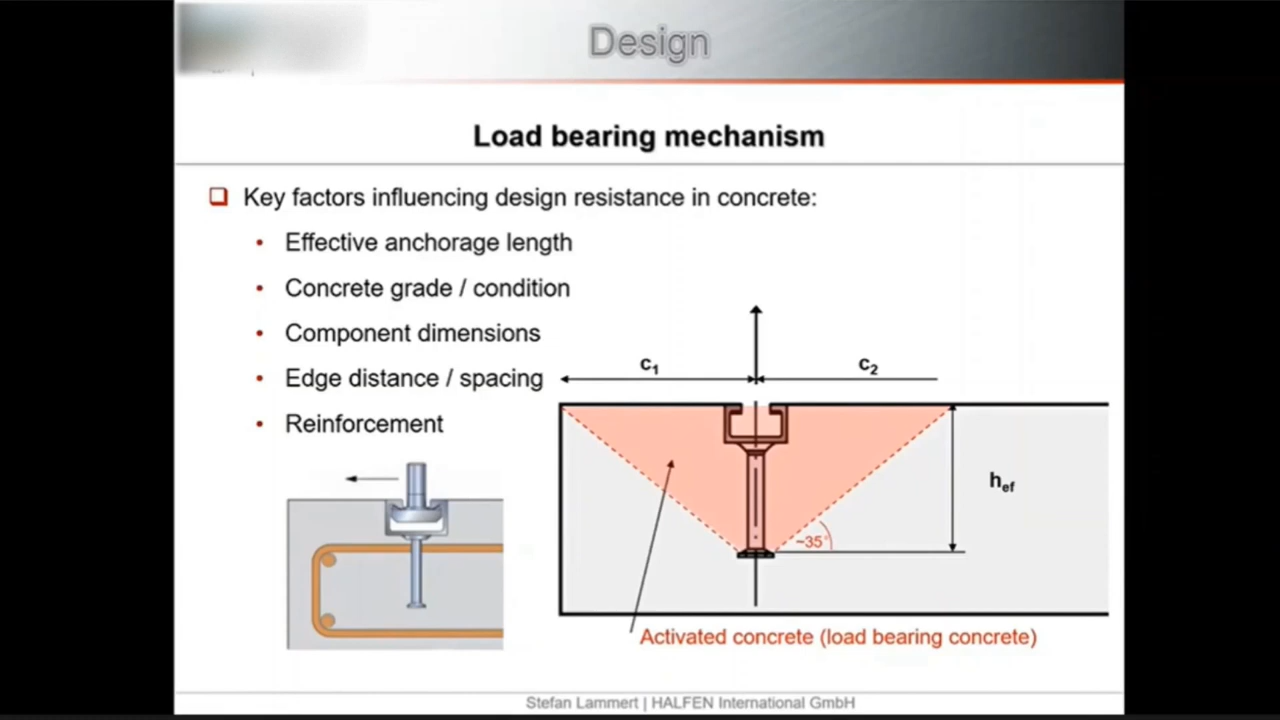 Design
Load bearing mechanism
Key factors influencing design resistance in concrete:
• Effective anchorage length
• Concrete grade / condition
• Component dimensions
• Edge distance / spacing
• Reinforcement
c1
c2
hef
~35°
Activated concrete (load bearing concrete)
Stefan Lammert | HALFEN International GmbH